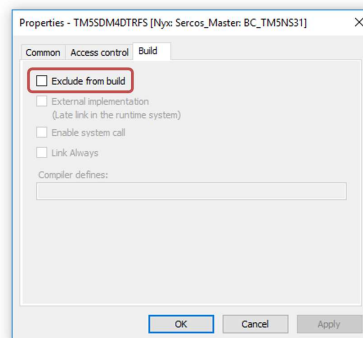 Properties - TM5SDM4DTRFS [Nyx: Sercos_Master: BC_TM5NS31]
Common Access control Build
Exclude from build
External implementation
(Late link in the runtime system)
Enable system call
Link Always
Compiler defines:
OK Cancel Apply